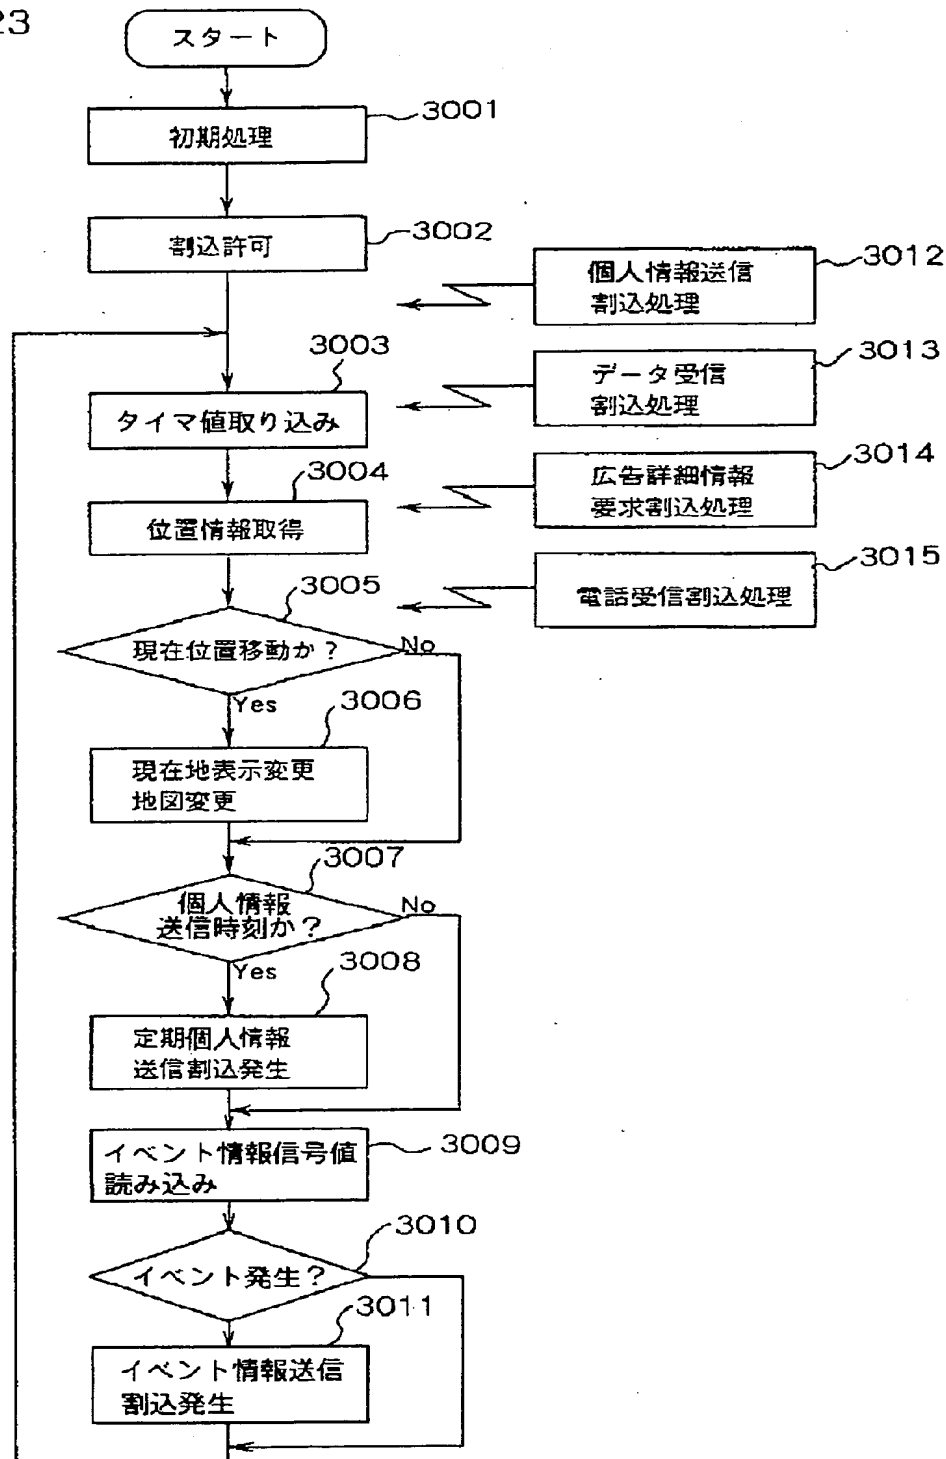 23
スタート
3001
初期処理
3002
割込許可
3012
個人情報送信
割込処理
3003
タイマ値取り込み
3013
データ受信
割込処理
3004
位置情報取得
3014
広告詳細情報
要求割込処理
3015
電話受信割込処理
3005
現在位置移動か？
No
Yes
3006
現在地表示変更
地図変更
3007
個人情報
送信時刻か？
No
Yes
3008
定期個人情報
送信割込発生
3009
イベント情報信号値
読み込み
3010
イベント発生？
3011
イベント情報送信
割込発生